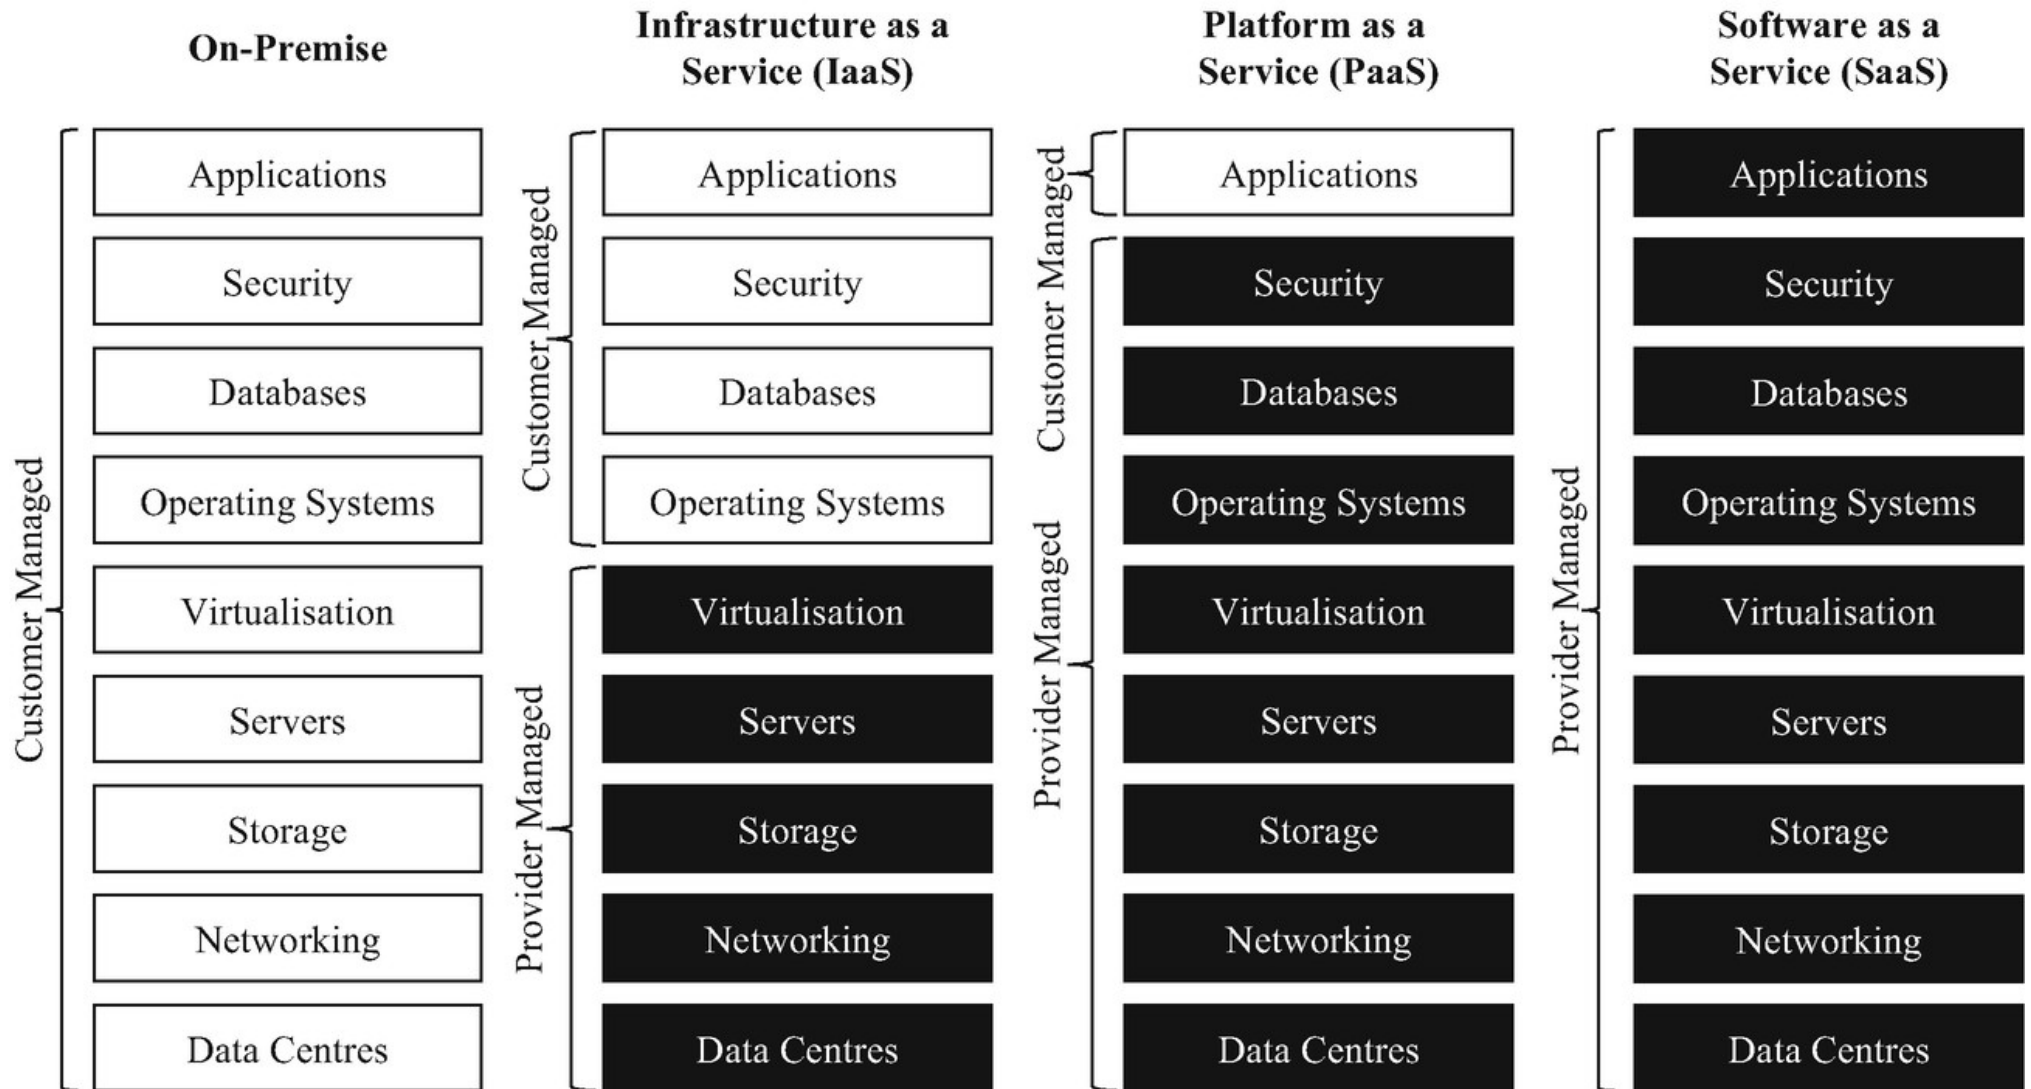 On-Premise
Infrastructure as a
Service (IaaS)
Platform as a
Service (PaaS)
Software as a
Service (SaaS)
Customer Managed
Applications
Security
Databases
Operating Systems
Virtualisation
Servers
Storage
Networking
Data Centres
Customer Managed
Provider Managed
Applications
Security
Databases
Operating Systems
Virtualisation
Servers
Storage
Networking
Data Centres
Customer Managed
Provider Managed
Applications
Security
Databases
Operating Systems
Virtualisation
Servers
Storage
Networking
Data Centres
Provider Managed
Applications
Security
Databases
Operating Systems
Virtualisation
Servers
Storage
Networking
Data Centres